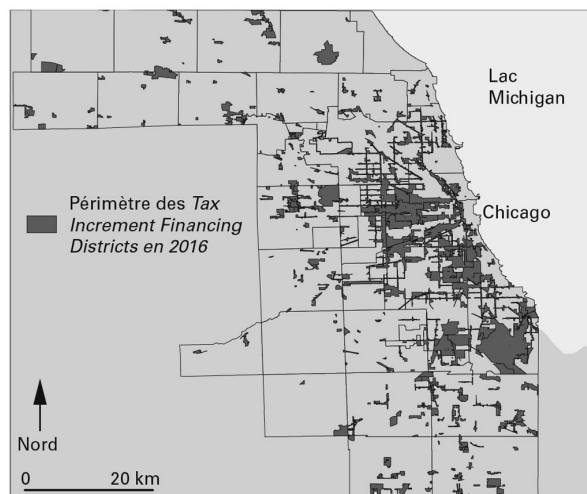 Lac
Michigan
Chicago
Périmètre des Tax
Increment Financing
Districts en 2016
Nord
0 20 km